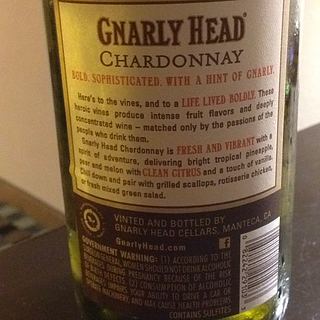 GNARLY HEAD®
CHARDONNAY
BOLD. SOPHISTICATED. WITH A HINT OF GNARLY.
Here's to the vines, and to a LIFE LIVED BOLDLY. These
heroic vines produce intense fruit flavors and deeply
concentrated wine – matched only by the passions of the
people who drink them.
Gnarly Head Chardonnay is FRESH AND VIBRANT with a
spirit of adventure, delivering bright tropical pineapple,
pear and melon with CLEAN CITRUS and a touch of vanilla.
Chill down and pair with grilled scallops, rotisserie chicken,
or fresh mixed green salad.
VINTED AND BOTTLED BY
GNARLY HEAD CELLARS, MANTECA, CA
GnarlyHead.com f
GOVERNMENT WARNING: (1) ACCORDING TO THE
SURGEON GENERAL, WOMEN SHOULD NOT DRINK ALCOHOLIC
BEVERAGES DURING PREGNANCY BECAUSE OF THE RISK
OF BIRTH DEFECTS. (2) CONSUMPTION OF ALCOHOLIC
BEVERAGES IMPAIRS YOUR ABILITY TO DRIVE A CAR OR
OPERATE MACHINERY, AND MAY CAUSE HEALTH PROBLEMS.
CONTAINS SULFITES